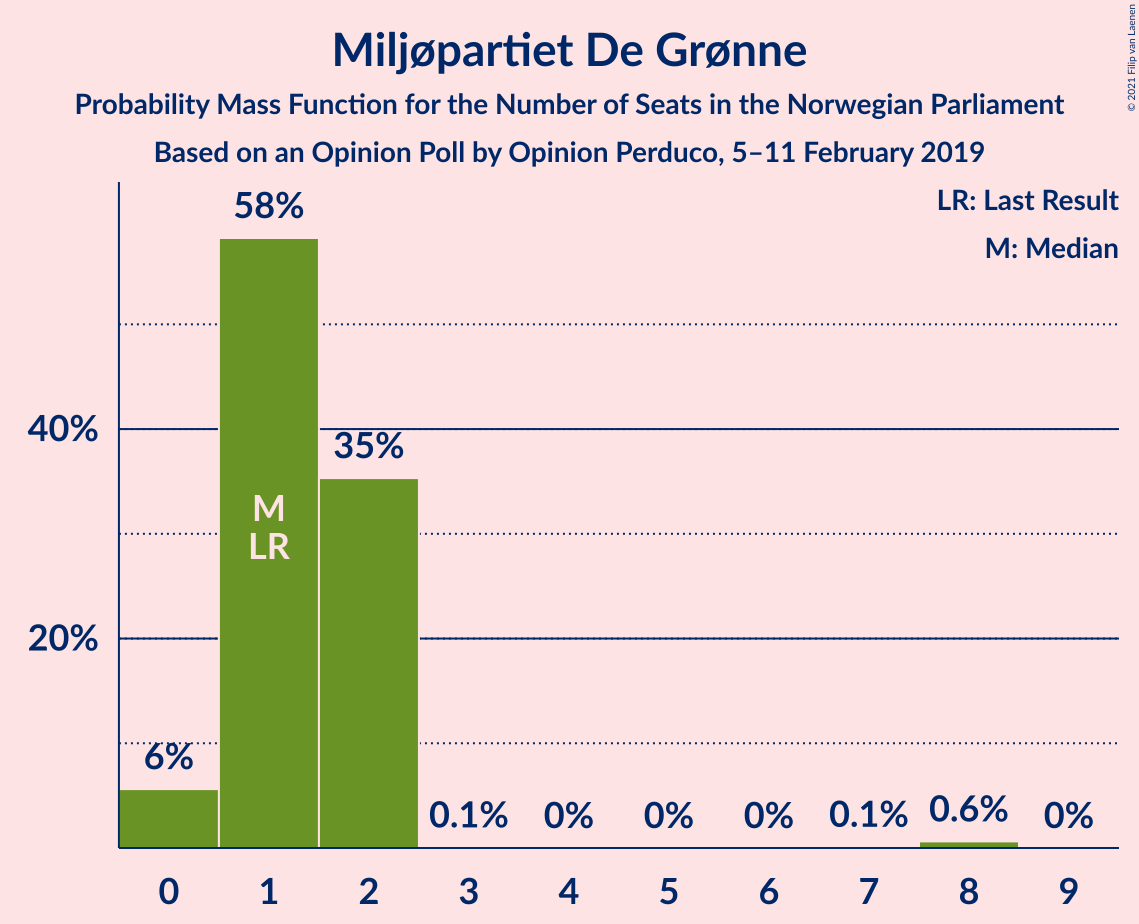 Miljøpartiet De Grønne
Probability Mass Function for the Number of Seats in the Norwegian Parliament
Based on an Opinion Poll by Opinion Perduco, 5–11 February 2019
© 2021 Filip van Laenen
LR: Last Result
M: Median
58%
40%
35%
M
LR
20%
6%
0.1%
0%
0%
0%
0.1%
0.6%
0%
0 1 2 3 4 5 6 7 8 9